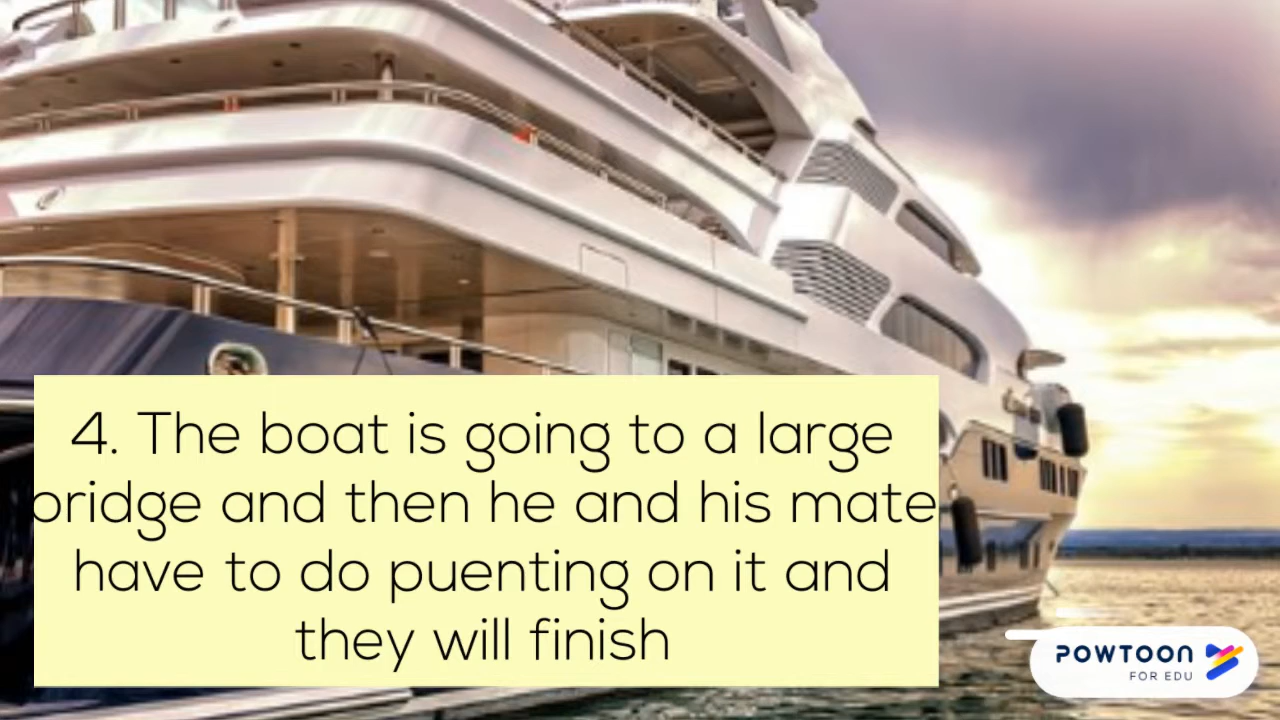 4. The boat is going to a large
bridge and then he and his mate
have to do puenting on it and
they will finish
POWTOON
FOR EDU